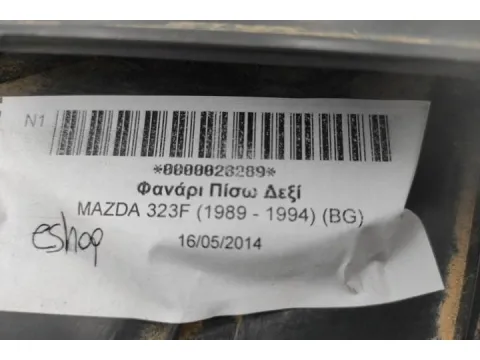 N1
*0000028289*
Φανάρι Πίσω Δεξί
MAZDA 323F (1989 - 1994) (BG)
eshop
16/05/2014